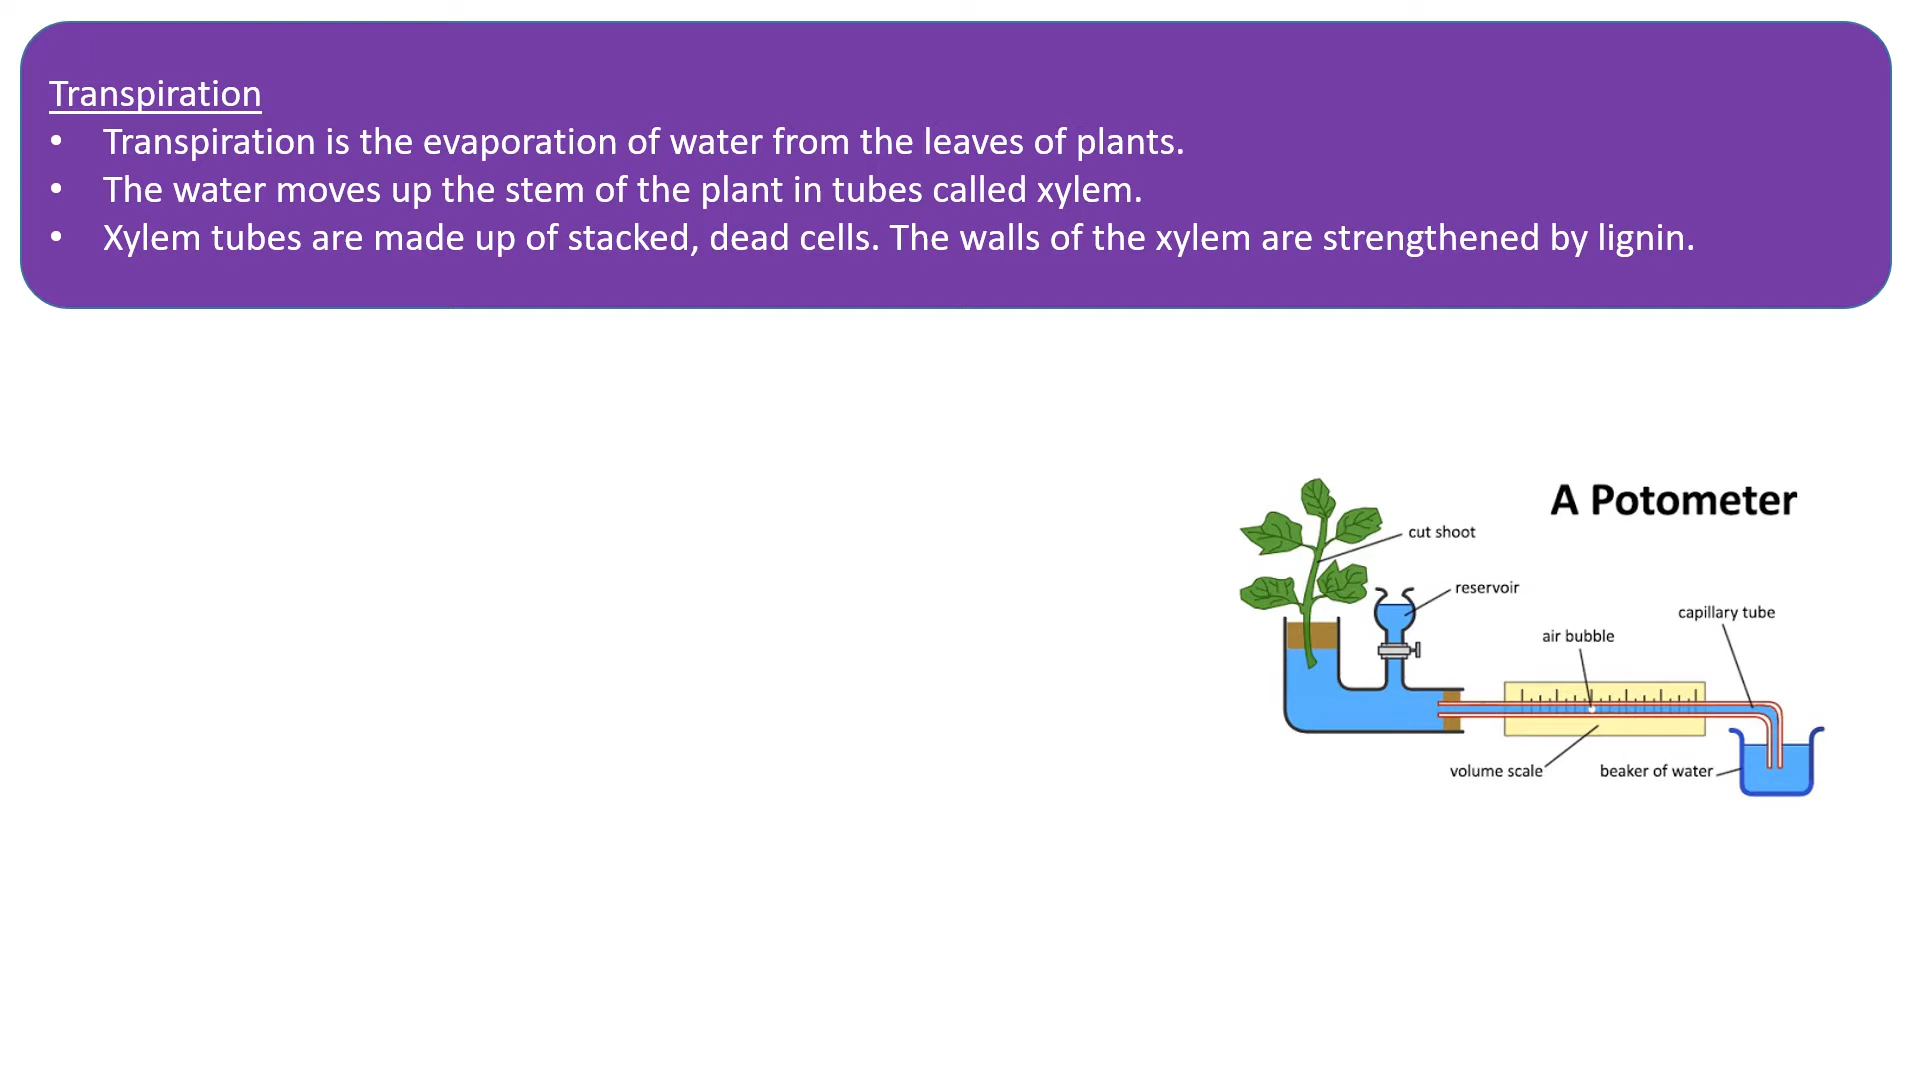 Transpiration
• Transpiration is the evaporation of water from the leaves of plants.
• The water moves up the stem of the plant in tubes called xylem.
• Xylem tubes are made up of stacked, dead cells. The walls of the xylem are strengthened by lignin.
A Potometer
cut shoot
reservoir
capillary tube
air bubble
volume scale
beaker of water